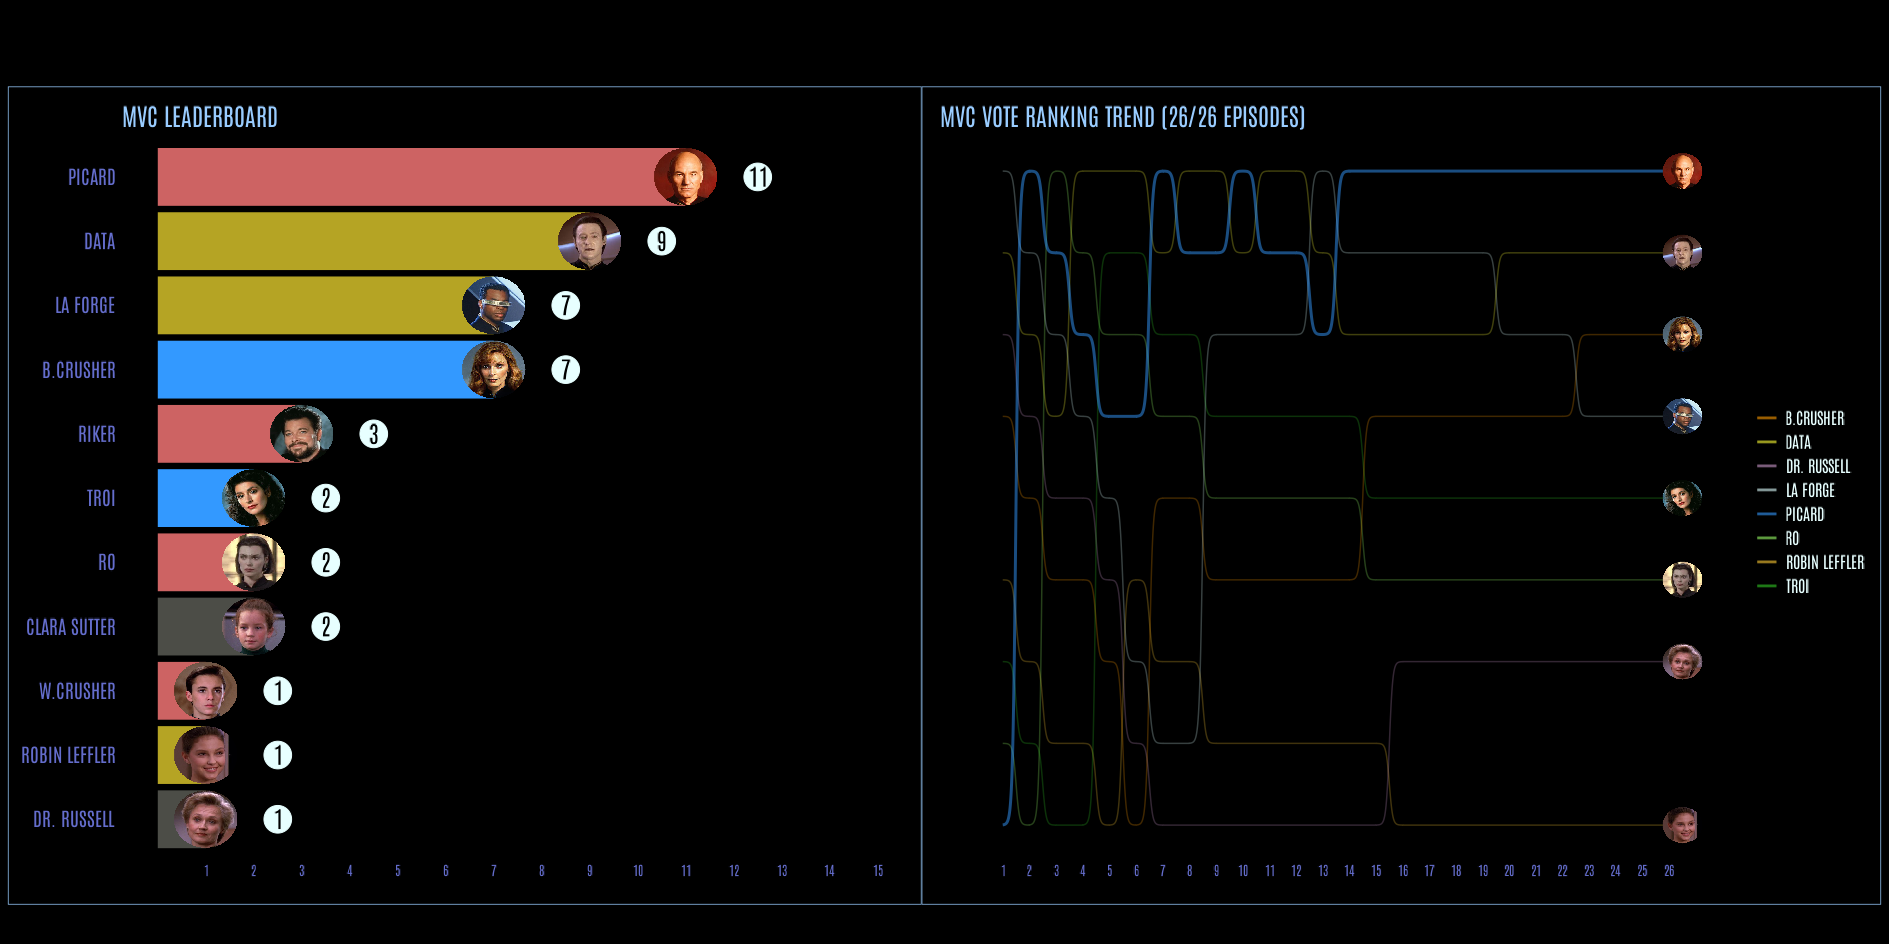 MVC LEADERBOARD
PICARD
11
DATA
9
LA FORGE
7
B.CRUSHER
7
RIKER
3
TROI
2
RO
2
CLARA SUTTER
2
W.CRUSHER
1
ROBIN LEFFLER
1
DR. RUSSELL
1
1 2 3 4 5 6 7 8 9 10 11 12 13 14 15
MVC VOTE RANKING TREND (26/26 EPISODES)
B.CRUSHER
DATA
DR. RUSSELL
LA FORGE
PICARD
RO
ROBIN LEFFLER
TROI
1 2 3 4 5 6 7 8 9 10 11 12 13 14 15 16 17 18 19 20 21 22 23 24 25 26